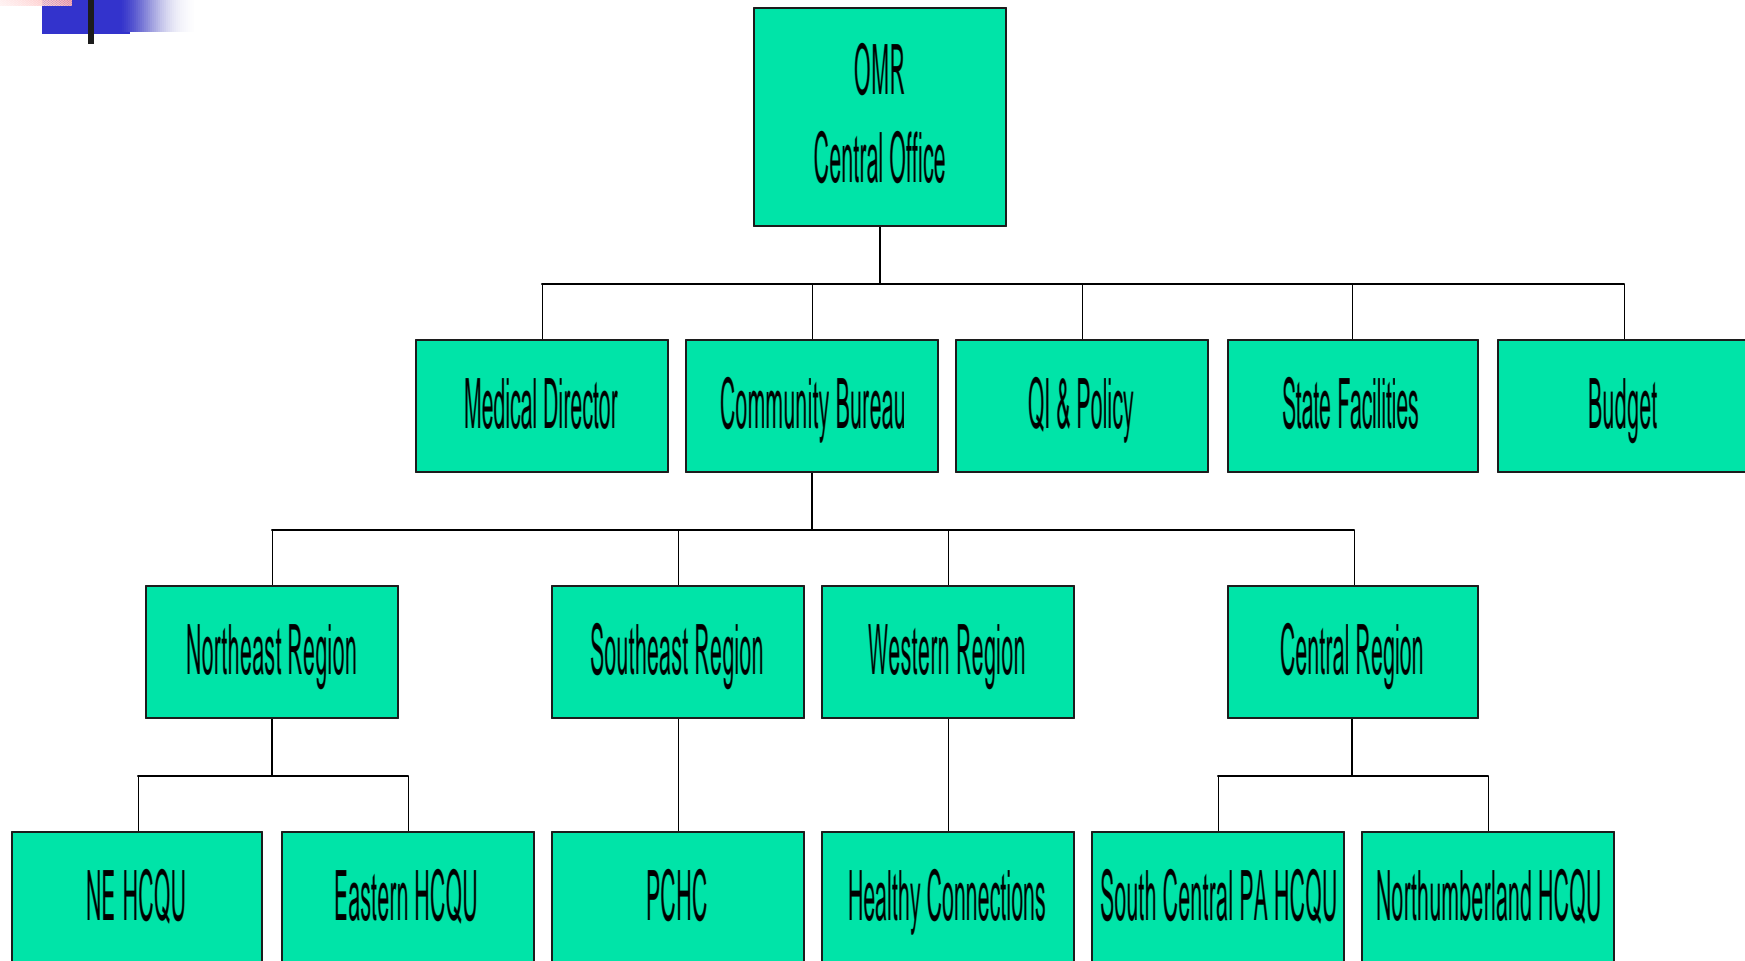 OMR
Central Office
Medical Director
Community Bureau
QI & Policy
State Facilities
Budget
Northeast Region
Southeast Region
Western Region
Central Region
NE HCQU
Eastern HCQU
PCHC
Healthy Connections
South Central PA HCQU
Northumberland HCQU